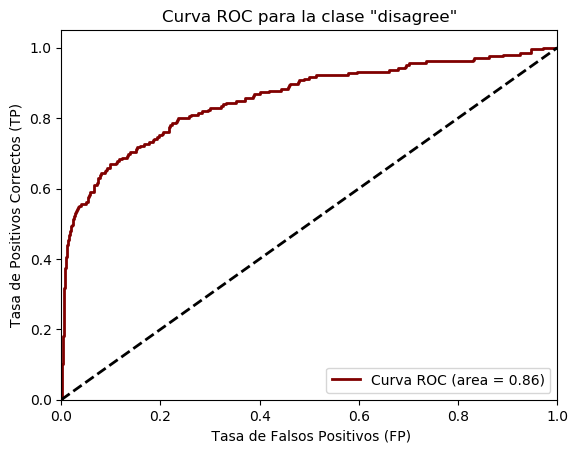 Curva ROC para la clase "disagree"
Tasa de Positivos Correctos (TP)
1.0
0.8
0.6
0.4
0.2
0.0
0.0 0.2 0.4 0.6 0.8 1.0
Curva ROC (area = 0.86)
Tasa de Falsos Positivos (FP)